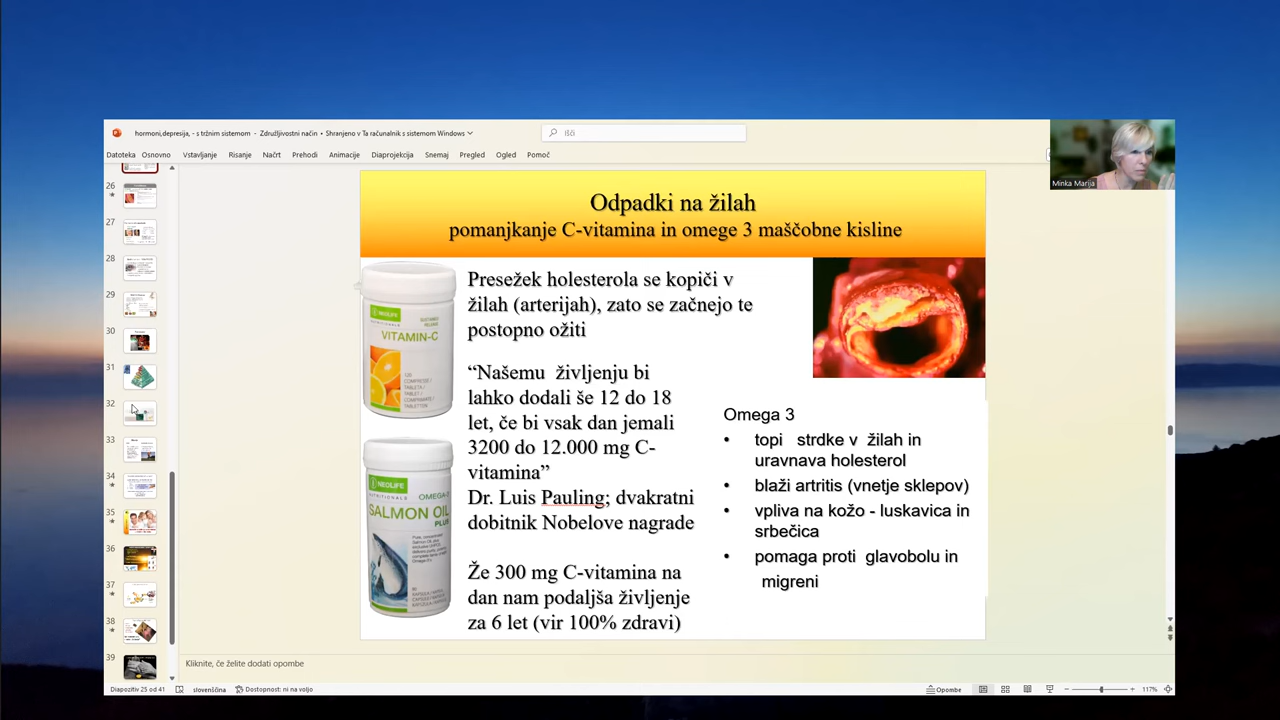 hormoni,depresija, - s tržnim sistemom - Združljivostni način • Shranjeno v Ta računalnik s sistemom Windows
Išči
Datoteka Osnovno Vstavljanje Risanje Načrt Prehodi Animacije Diaprojekcija Snemaj Pregled Ogled Pomoč
Minka Marija
26
27
28
29
30
31
32
33
34
35
36
37
38
39
Odpadki na žilah
pomanjkanje C-vitamina in omege 3 maščobne kisline
Presežek holesterola se kopiči v
žilah (arterijah), zato se začnejo te
postopno ožiti
“Našemu življenju bi
lahko dodali še 12 do 18
let, če bi vsak dan jemali
3200 do 12.000 mg C-
vitamina”
Dr. Luis Pauling; dvakratni
dobitnik Nobelove nagrade
Že 300 mg C-vitamina na
dan nam podaljša življenje
za 6 let (vir 100% zdravi)
NEOLIFE
NUTRITIONALS
VITAMIN-C
NEOLIFE
NUTRITIONALS
OMEGA-3
SALMON OIL
PLUS
Omega 3
• topi strdke v žilah in
uravnava holesterol
• blaži artritis (vnetje sklepov)
• vpliva na kožo - luskavica in
srbečica
• pomaga proti glavobolu in
migreni
Kliknite, če želite dodati opombe
Diapozitiv 25 od 41 slovenščina Dostopnost: ni na voljo Opombe 117%